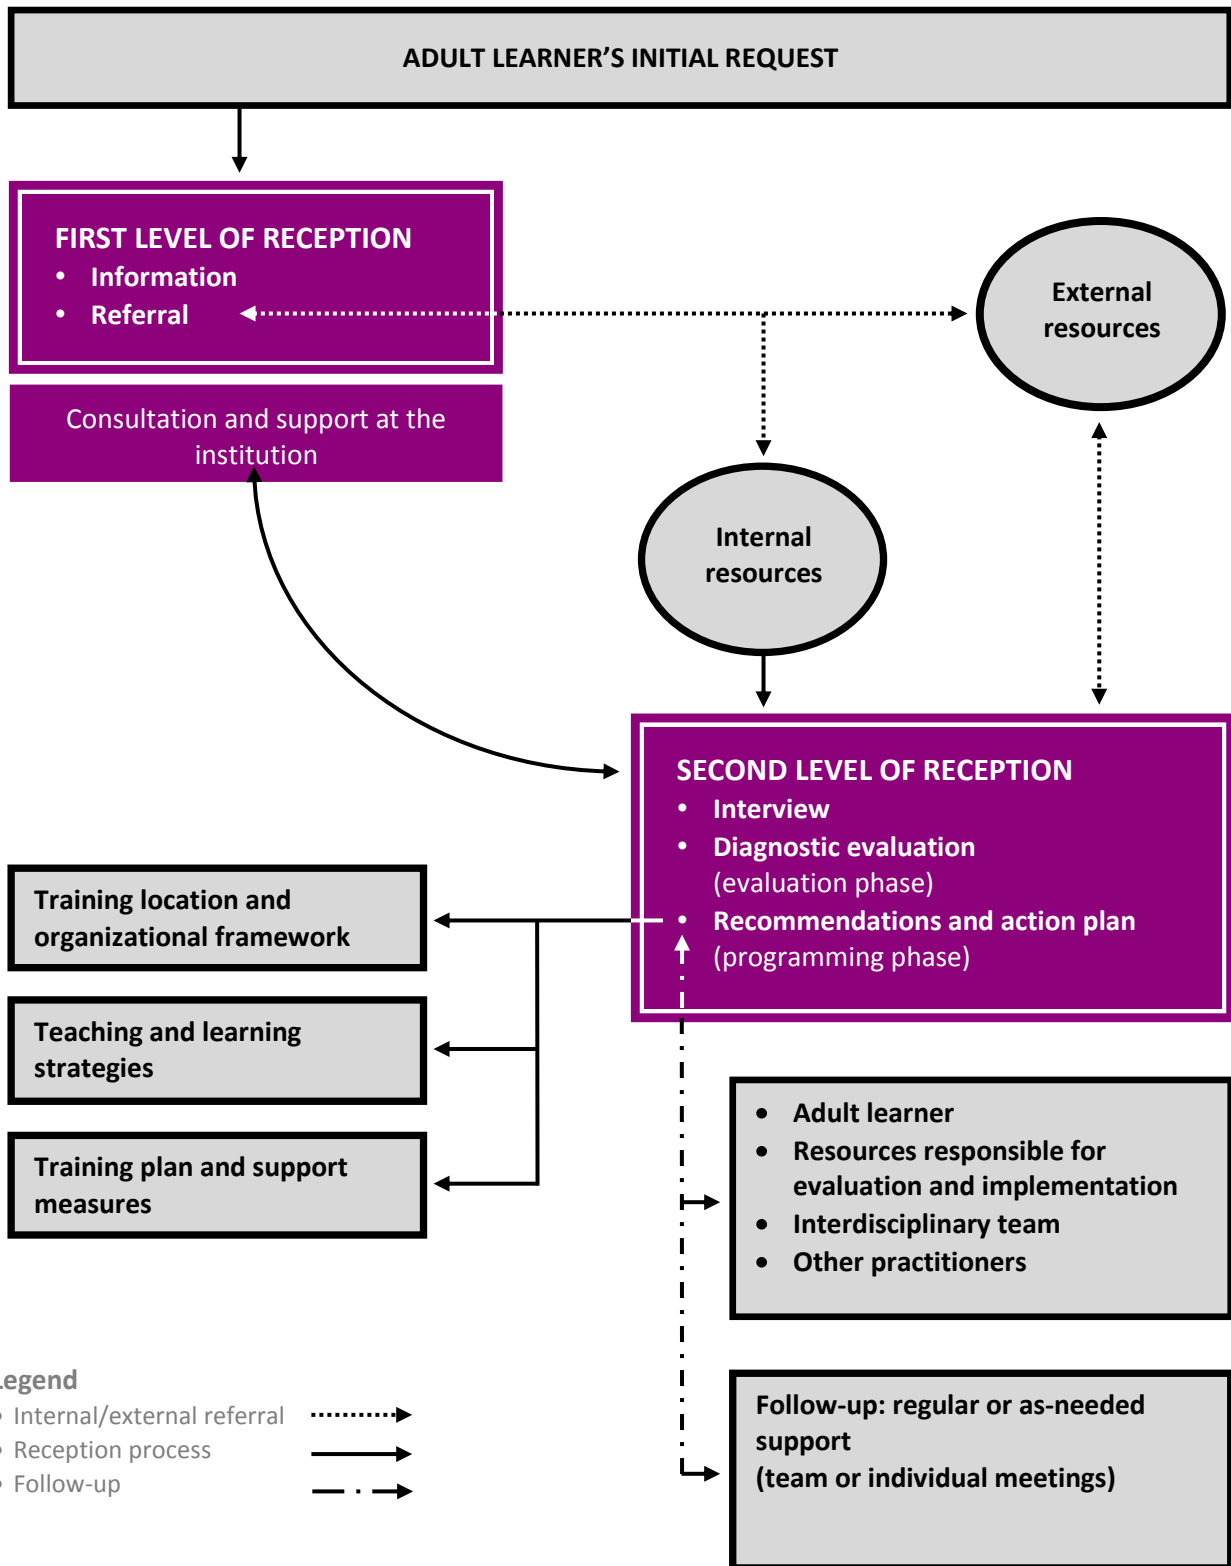 ADULT LEARNER’S INITIAL REQUEST
FIRST LEVEL OF RECEPTION
• Information
• Referral
Consultation and support at the
institution
External
resources
Internal
resources
SECOND LEVEL OF RECEPTION
• Interview
• Diagnostic evaluation
(evaluation phase)
• Recommendations and action plan
(programming phase)
Training location and
organizational framework
Teaching and learning
strategies
Training plan and support
measures
• Adult learner
• Resources responsible for
evaluation and implementation
• Interdisciplinary team
• Other practitioners
Follow-up: regular or as-needed
support
(team or individual meetings)
Legend
• Internal/external referral
• Reception process
• Follow-up